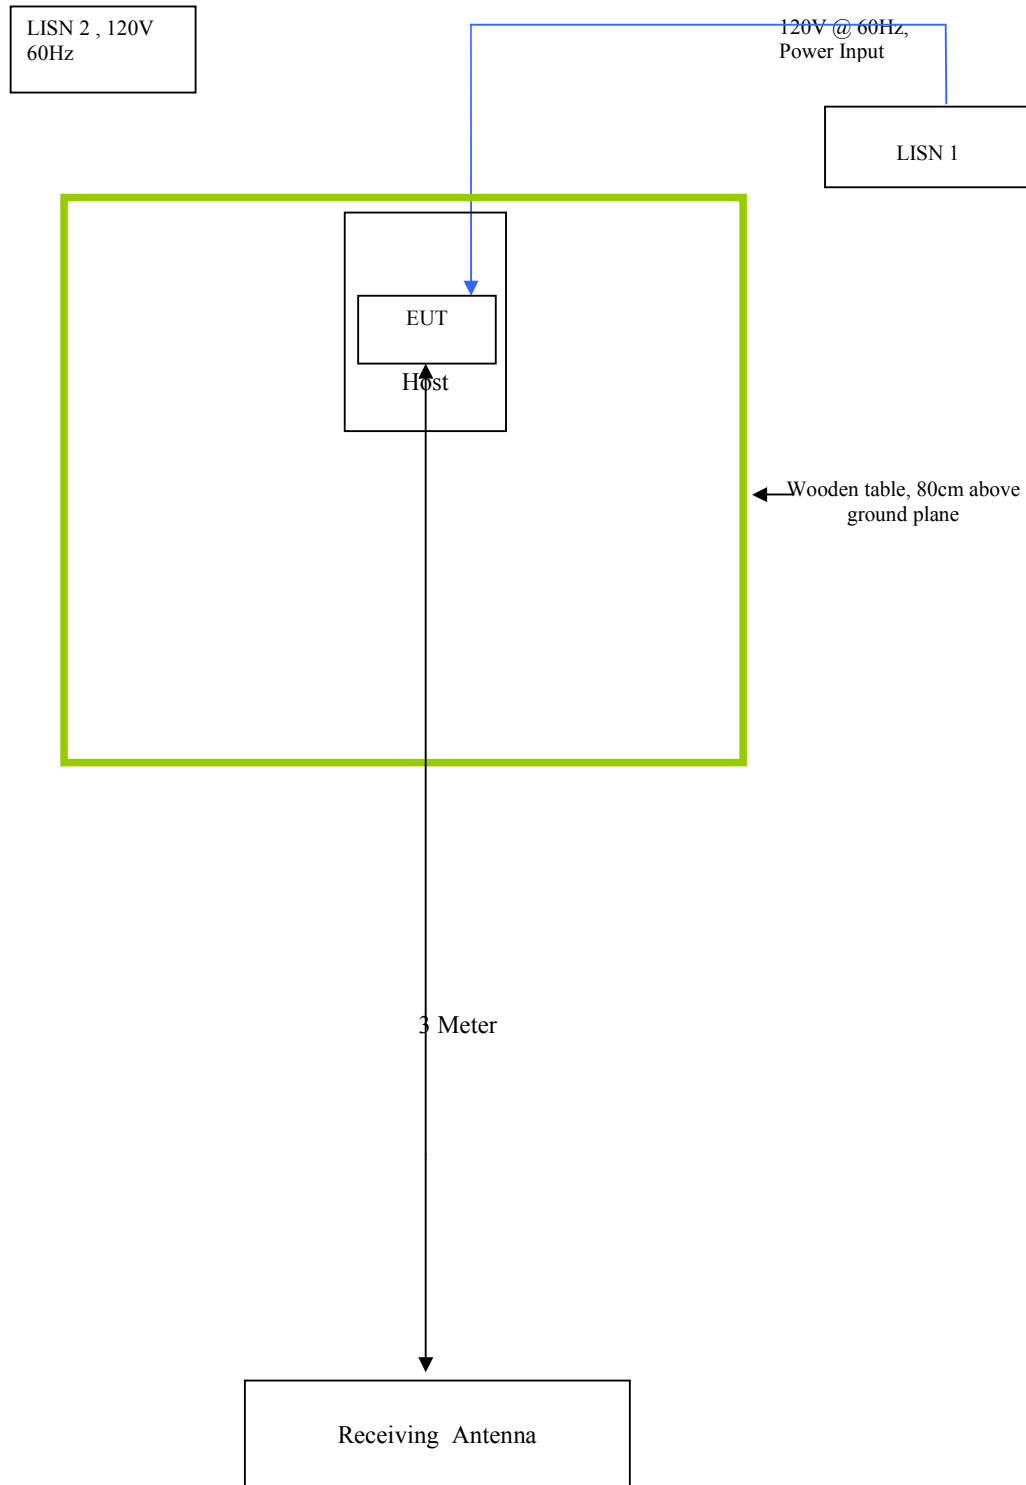 LISN 2 , 120V
60Hz
120V @ 60Hz,
Power Input
LISN 1
EUT
Host
Wooden table, 80cm above
ground plane
3 Meter
Receiving Antenna